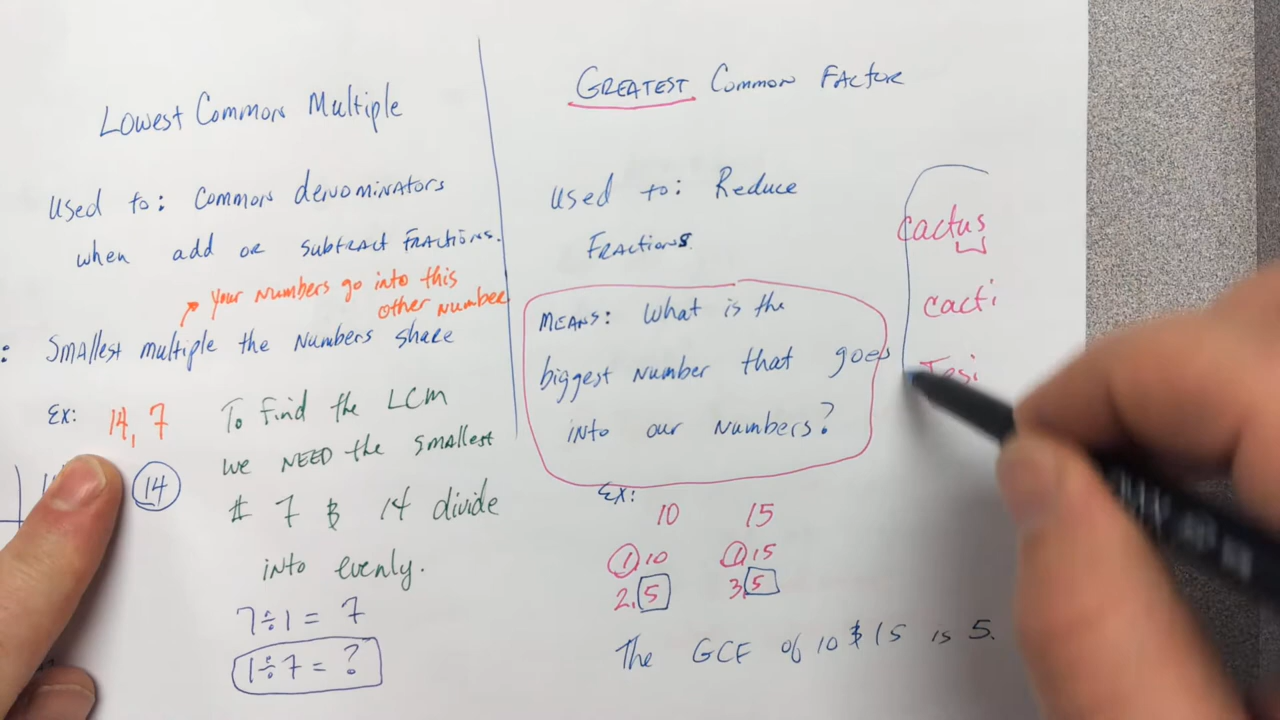 Lowest Common Multiple
Used to: Common denominators
when add or subtract Fractions.
your numbers go into this
other number
: Smallest multiple the numbers share
Ex: 14, 7
14
To Find the LCM
we NEED the smallest
# 7 & 14 divide
into evenly.
7÷1 = 7
1÷7 = ?
GREATEST Common Factor
Used to: Reduce
Fractions.
MEANS: What is the
biggest number that goes
into our numbers?
Ex:
10 15
1, 10 1, 15
2, 5 3, 5
The GCF of 10 & 15 is 5.
cactus
cacti